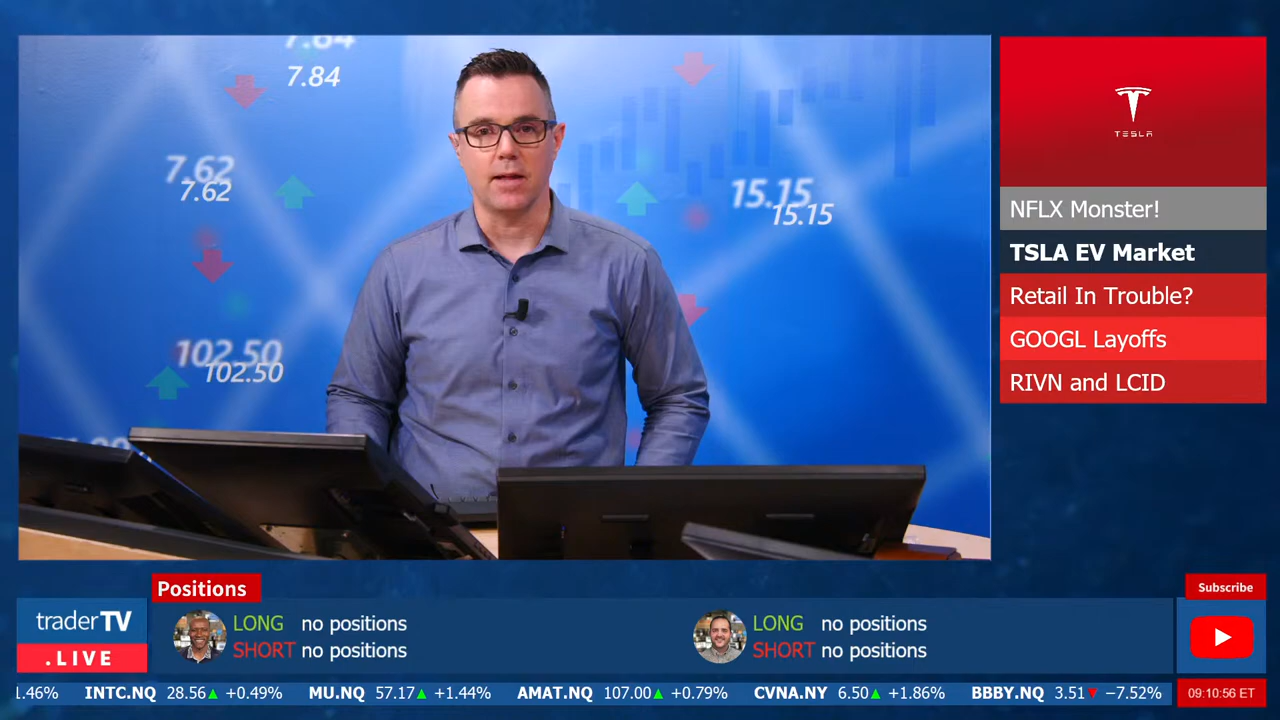 7.84
7.84
7.62
7.62
15.15
15.15
102.50
102.50
TESLA
NFLX Monster!
TSLA EV Market
Retail In Trouble?
GOOGL Layoffs
RIVN and LCID
Positions
Subscribe
traderTV
.LIVE
LONG no positions
SHORT no positions
LONG no positions
SHORT no positions
1.46% INTC.NQ 28.56▲ +0.49% MU.NQ 57.17▲ +1.44% AMAT.NQ 107.00▲ +0.79% CVNA.NY 6.50▲ +1.86% BBBY.NQ 3.51▼ −7.52%
09:10:56 ET